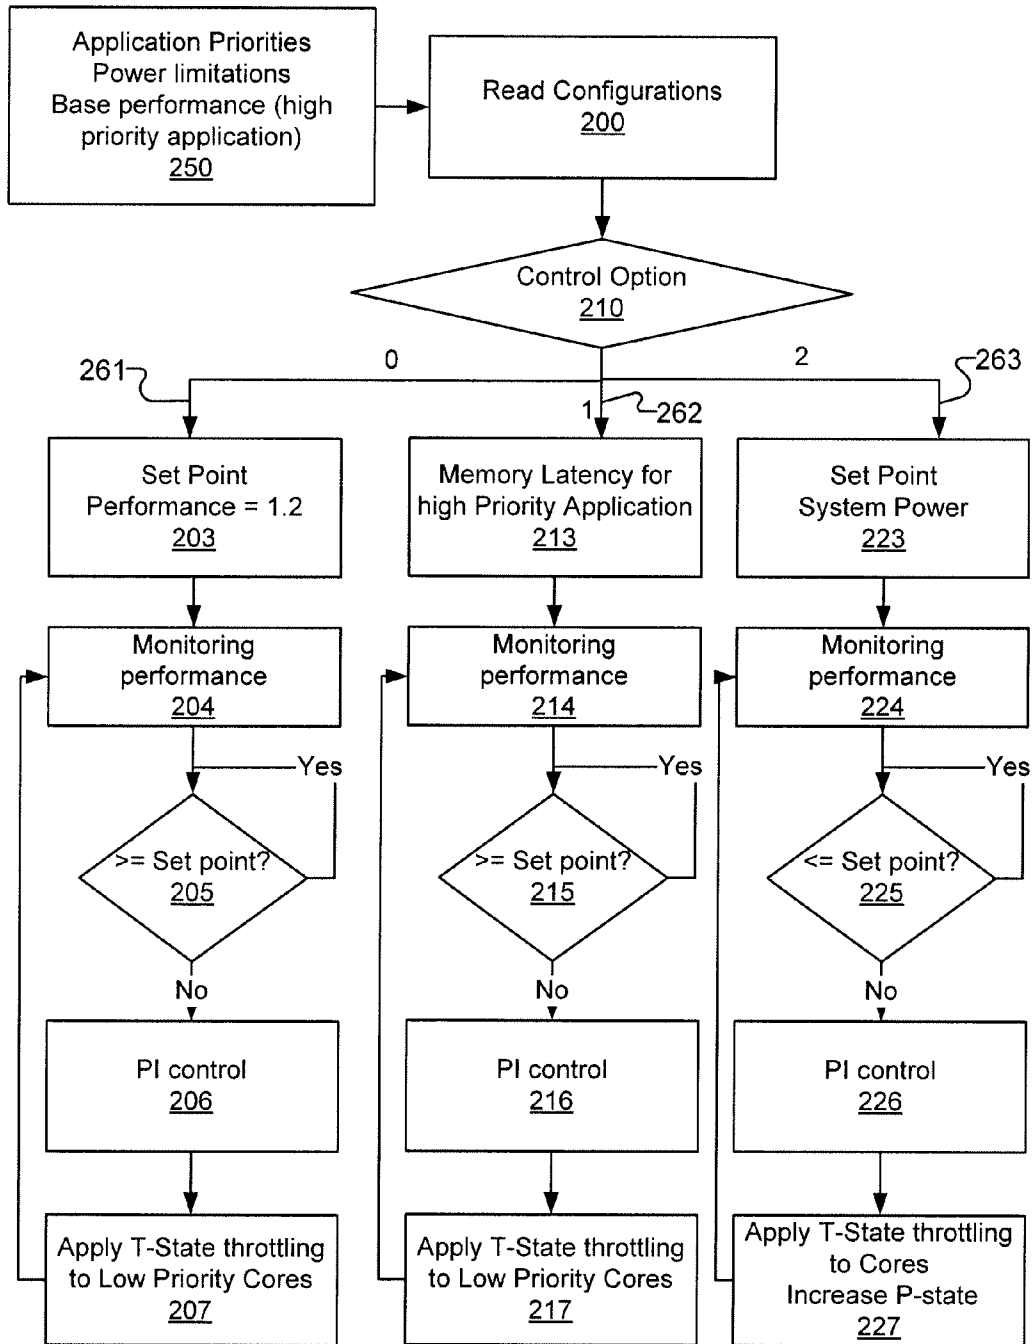 Application Priorities
Power limitations
Base performance (high
priority application)
250
Read Configurations
200
Control Option
210
0
2
261
263
1
262
Set Point
Performance = 1.2
203
Memory Latency for
high Priority Application
213
Set Point
System Power
223
Monitoring
performance
204
Monitoring
performance
214
Monitoring
performance
224
Yes
Yes
Yes
>= Set point?
205
>= Set point?
215
<= Set point?
225
No
No
No
PI control
206
PI control
216
PI control
226
Apply T-State throttling
to Low Priority Cores
207
Apply T-State throttling
to Low Priority Cores
217
Apply T-State throttling
to Cores
Increase P-state
227